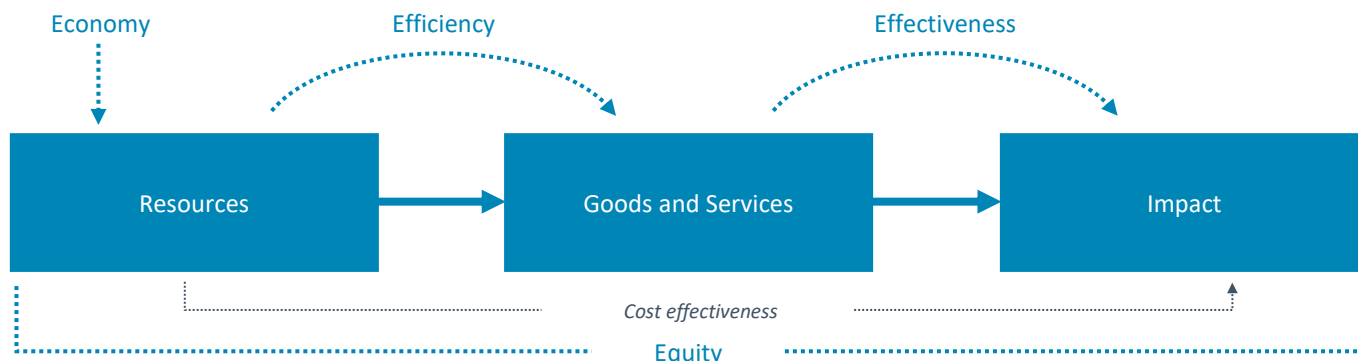 Economy
Efficiency
Effectiveness
Resources
Goods and Services
Impact
Cost effectiveness
Equity